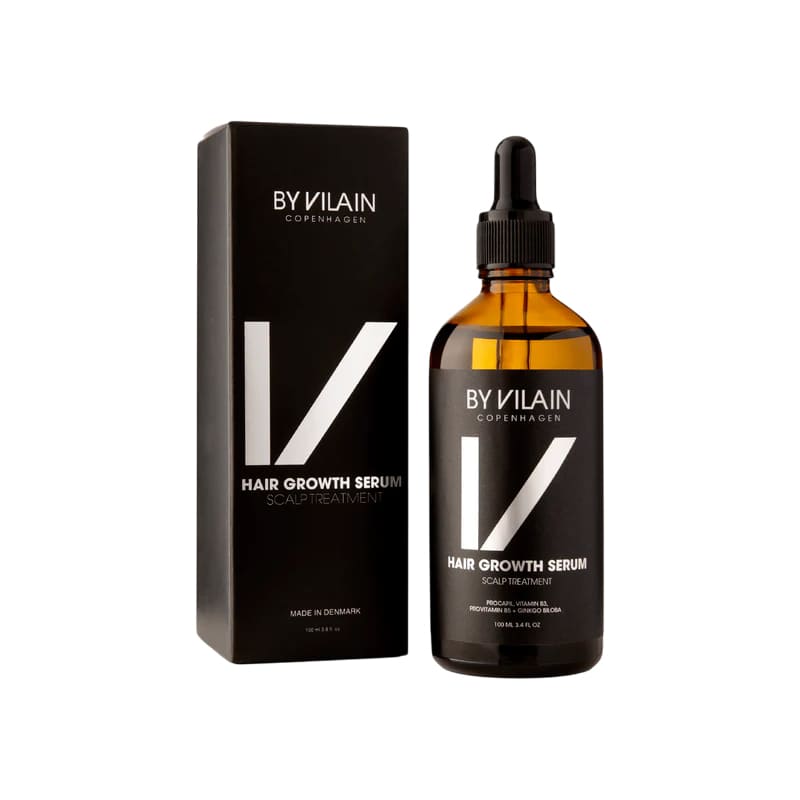 BY VILAIN
COPENHAGEN
HAIR GROWTH SERUM
SCALP TREATMENT
MADE IN DENMARK
BY VILAIN
COPENHAGEN
HAIR GROWTH SERUM
SCALP TREATMENT
PROCAPIL, VITAMIN B3,
PROVITAMIN B5 + GINKGO BILOBA
100 ML 3.4 FL OZ